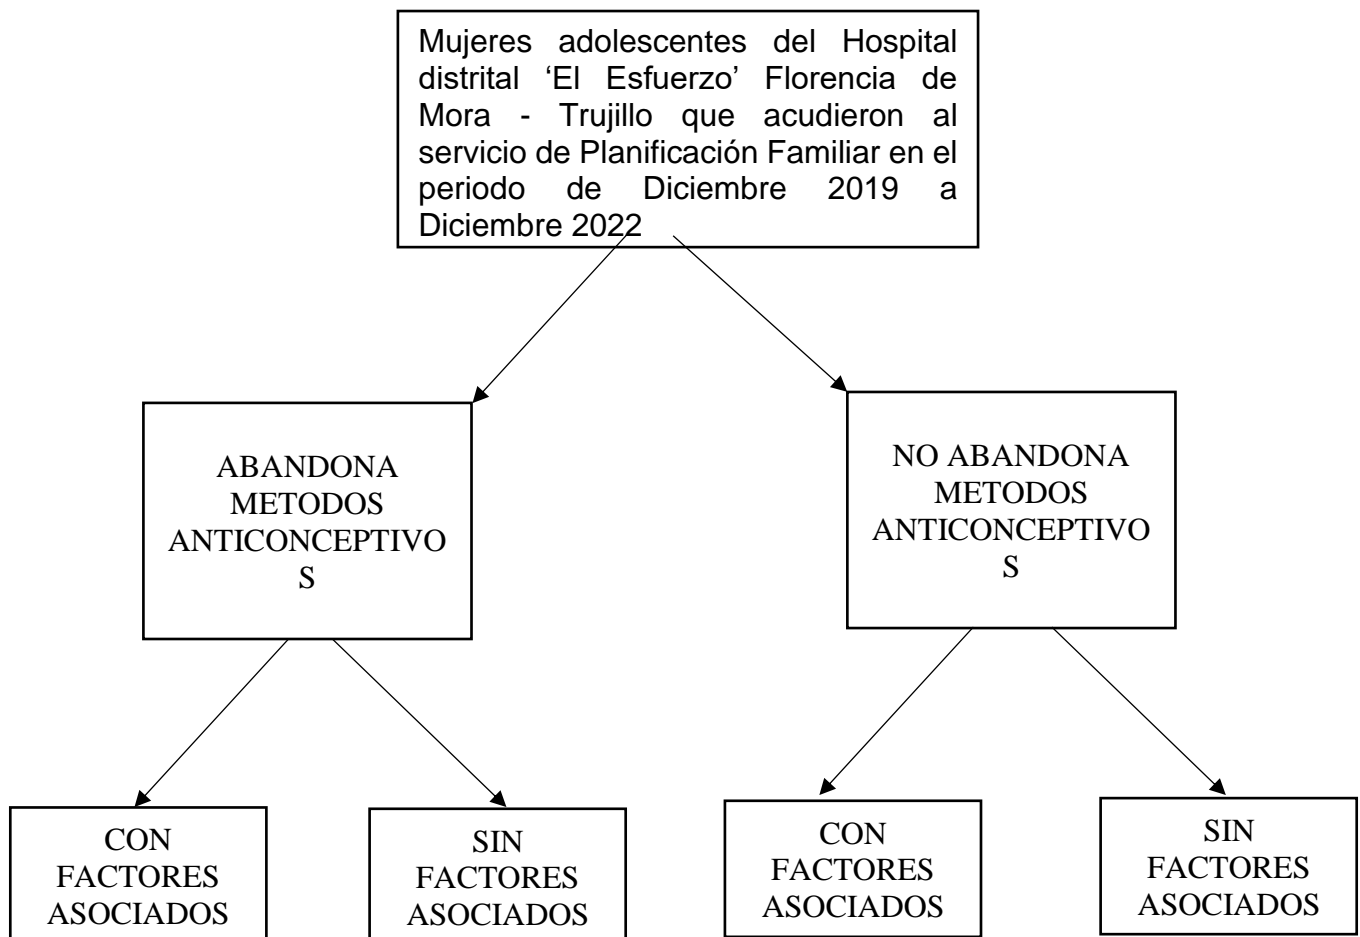 Mujeres adolescentes del Hospital
distrital ‘El Esfuerzo’ Florencia de
Mora - Trujillo que acudieron al
servicio de Planificación Familiar en el
periodo de Diciembre 2019 a
Diciembre 2022
ABANDONA
METODOS
ANTICONCEPTIVO
S
NO ABANDONA
METODOS
ANTICONCEPTIVO
S
CON
FACTORES
ASOCIADOS
SIN
FACTORES
ASOCIADOS
CON
FACTORES
ASOCIADOS
SIN
FACTORES
ASOCIADOS